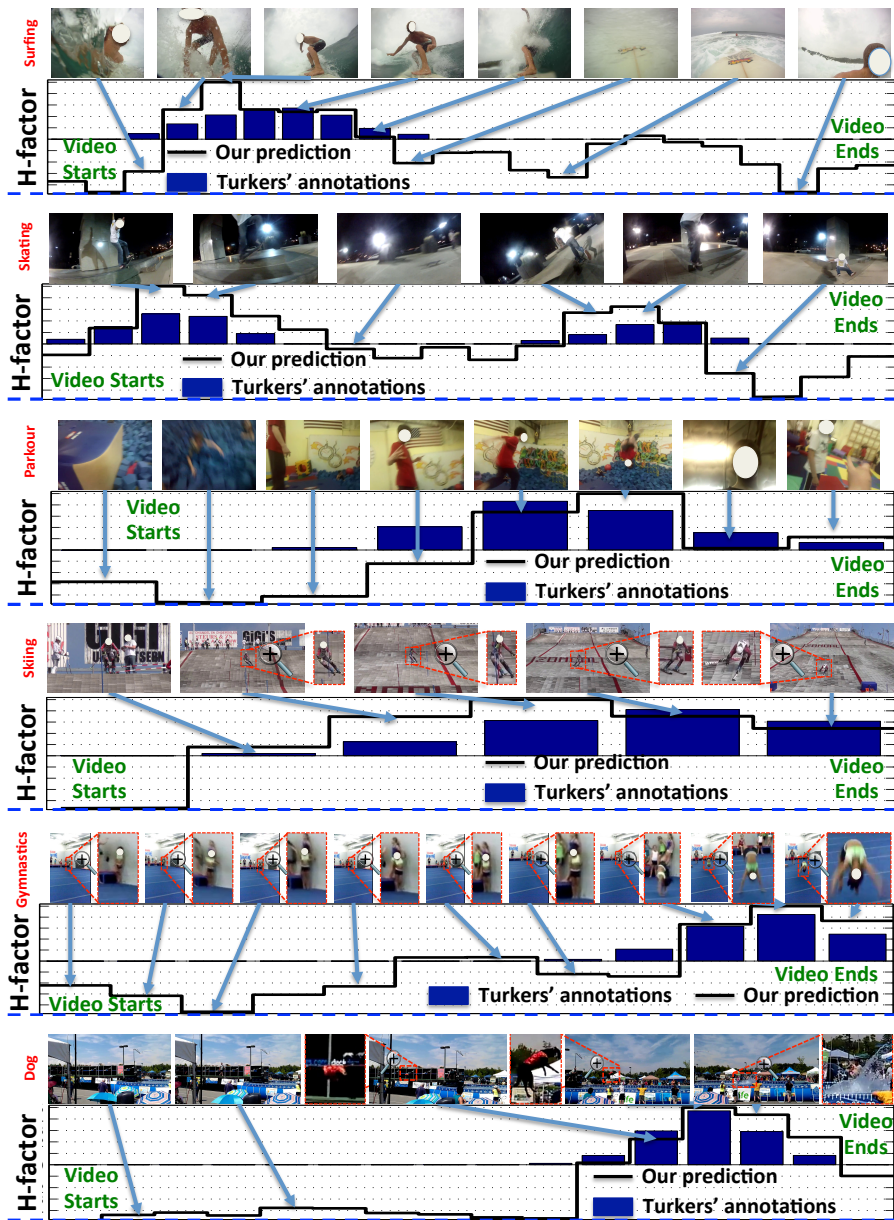 Surfing
H-factor
Video
Starts
Our prediction
Turkers' annotations
Video
Ends
Skating
H-factor
Video Starts
Our prediction
Turkers' annotations
Video
Ends
Parkour
H-factor
Video
Starts
Our prediction
Turkers' annotations
Video
Ends
Skiing
GiGi'S
H-factor
Video
Starts
Our prediction
Turkers' annotations
Video
Ends
Gymnastics
H-factor
Video Starts
Turkers' annotations
Our prediction
Video Ends
Dog
H-factor
Video
Starts
Our prediction
Turkers' annotations
Video
Ends